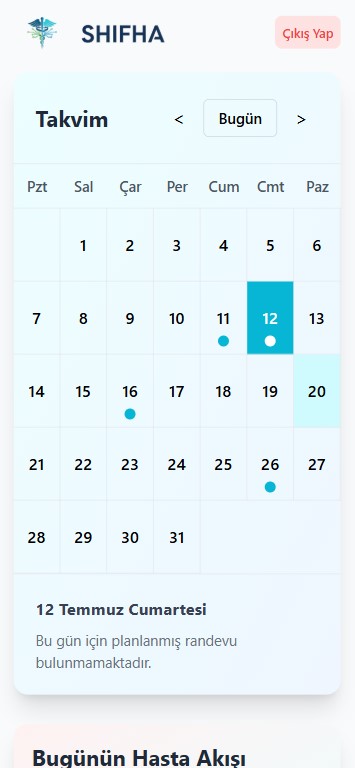 SHIFHA
Çıkış Yap
Takvim
< Bugün >
Pzt Sal Çar Per Cum Cmt Paz
1 2 3 4 5 6
7 8 9 10 11 12 13
14 15 16 17 18 19 20
21 22 23 24 25 26 27
28 29 30 31
12 Temmuz Cumartesi
Bu gün için planlanmış randevu
bulunmamaktadır.
Bugünün Hasta Akışı